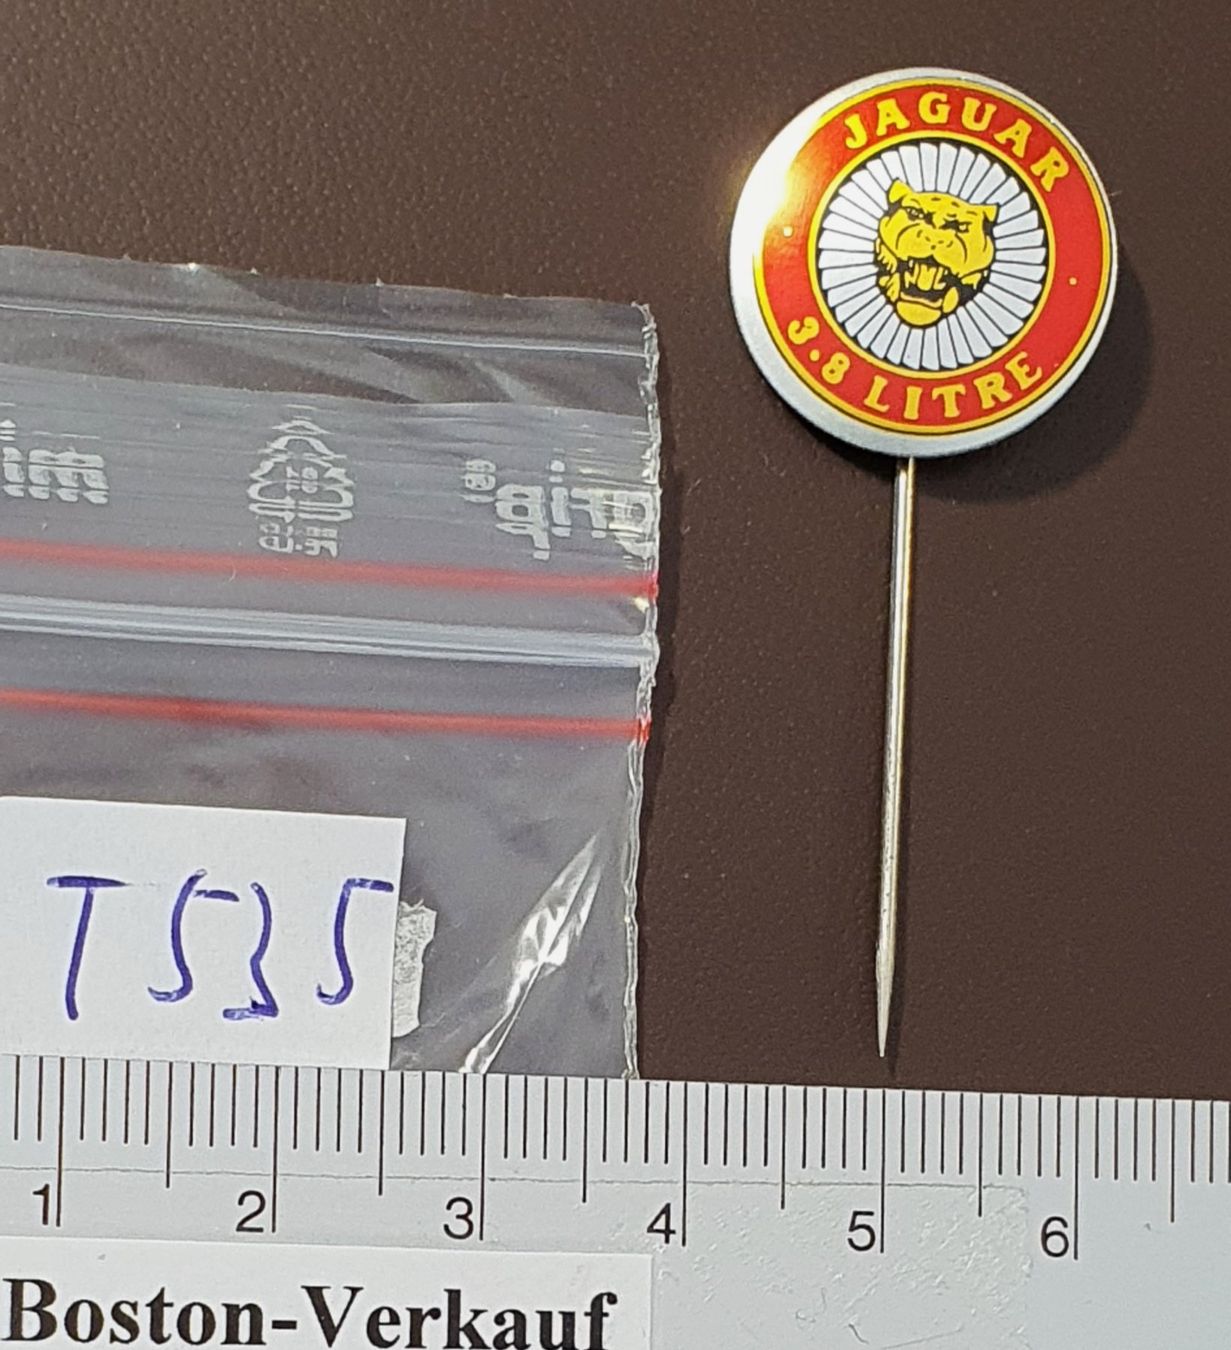 JAGUAR
3.8 LITRE
T535
1 2 3 4 5 6
Boston-Verkauf